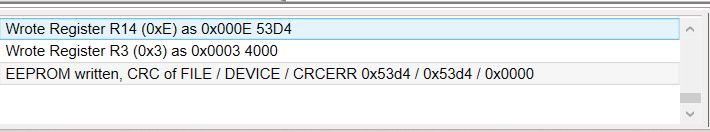 Wrote Register R14 (0xE) as 0x000E 53D4
Wrote Register R3 (0x3) as 0x0003 4000
EEPROM written, CRC of FILE / DEVICE / CRCERR 0x53d4 / 0x53d4 / 0x0000